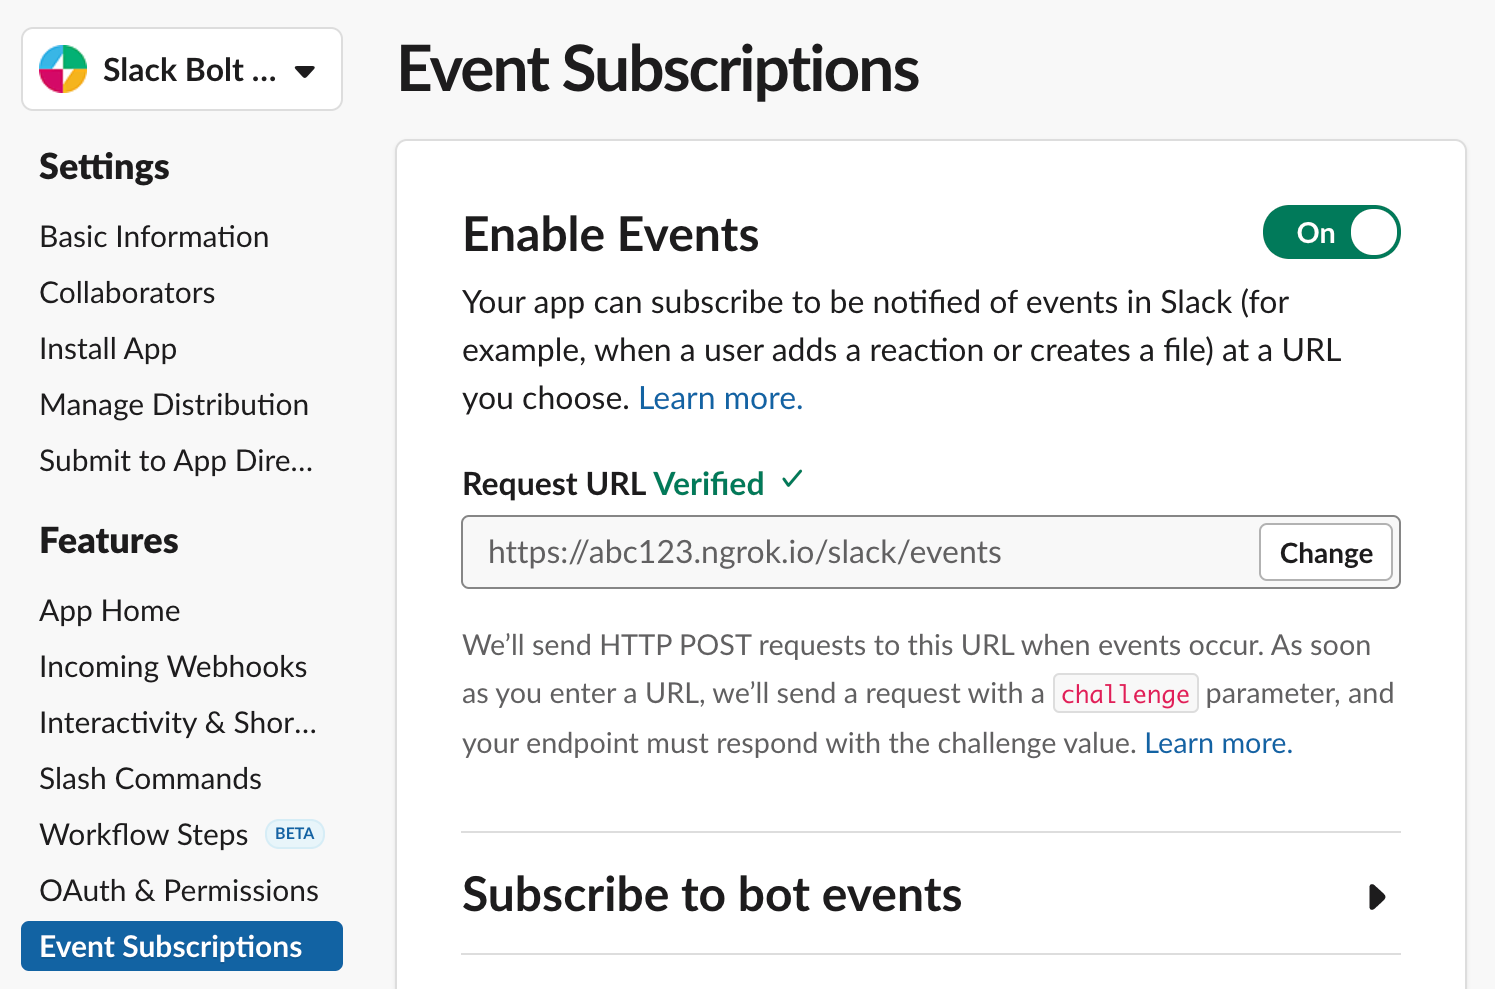 Slack Bolt ...
Settings
Basic Information
Collaborators
Install App
Manage Distribution
Submit to App Dire...
Features
App Home
Incoming Webhooks
Interactivity & Shor...
Slash Commands
Workflow Steps BETA
OAuth & Permissions
Event Subscriptions
Event Subscriptions
Enable Events
On
Your app can subscribe to be notified of events in Slack (for
example, when a user adds a reaction or creates a file) at a URL
you choose. Learn more.
Request URL Verified ✓
https://abc123.ngrok.io/slack/events
Change
We’ll send HTTP POST requests to this URL when events occur. As soon
as you enter a URL, we’ll send a request with a challenge parameter, and
your endpoint must respond with the challenge value. Learn more.
Subscribe to bot events